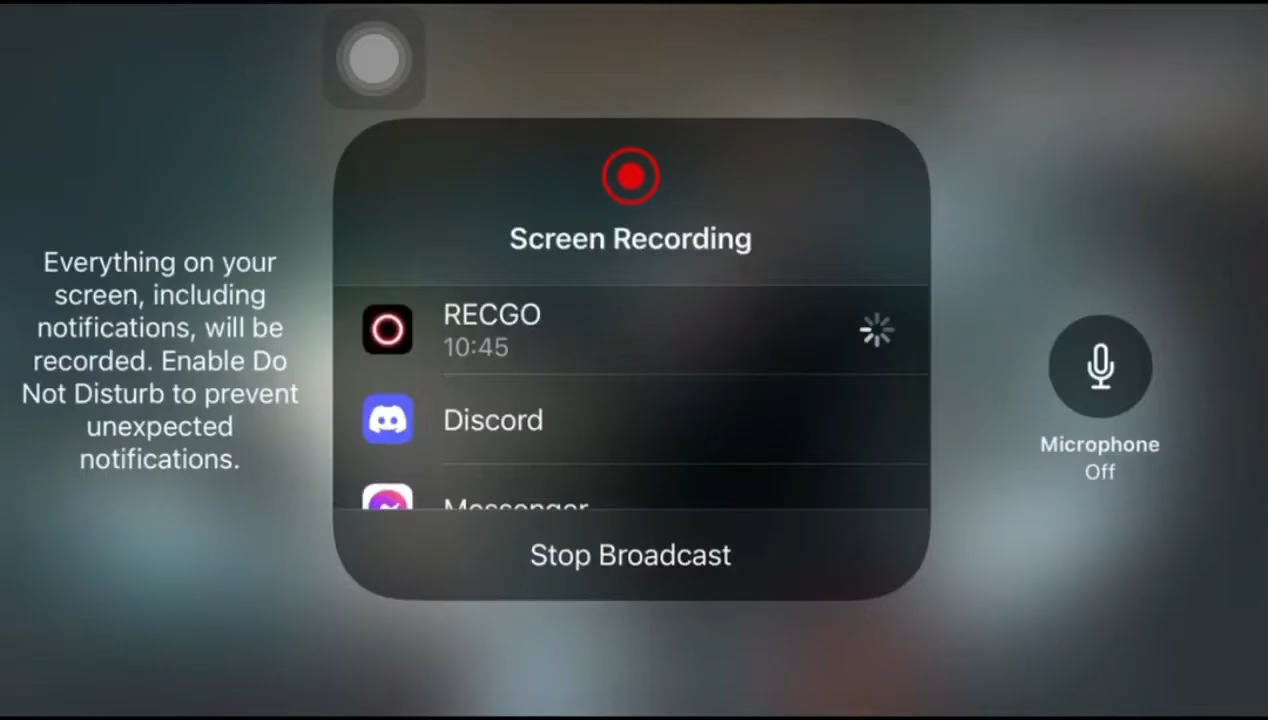 Everything on your
screen, including
notifications, will be
recorded. Enable Do
Not Disturb to prevent
unexpected
notifications.
Screen Recording
RECGO
10:45
Discord
Messenger
Stop Broadcast
Microphone
Off